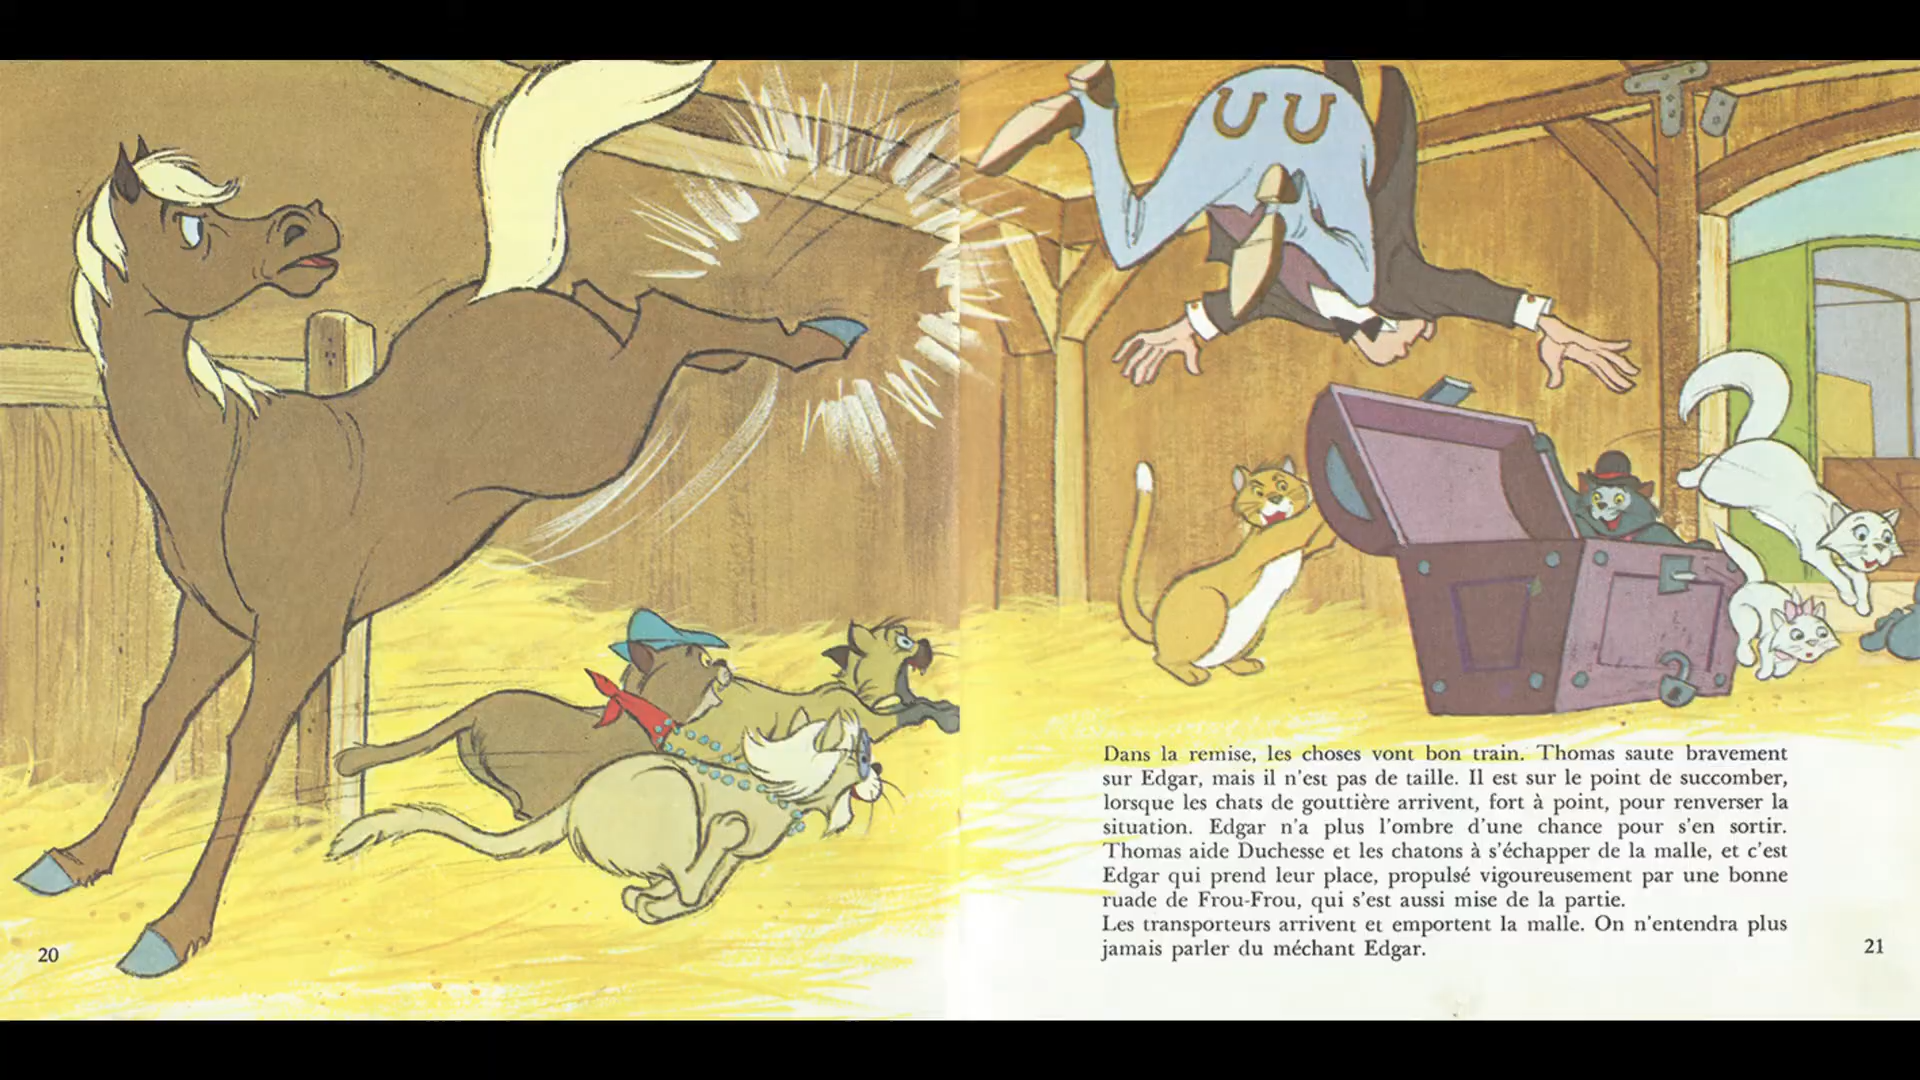 Dans la remise, les choses vont bon train. Thomas saute bravement
sur Edgar, mais il n'est pas de taille. Il est sur le point de succomber,
lorsque les chats de gouttière arrivent, fort à point, pour renverser la
situation. Edgar n'a plus l'ombre d'une chance pour s'en sortir.
Thomas aide Duchesse et les chatons à s'échapper de la malle, et c'est
Edgar qui prend leur place, propulsé vigoureusement par une bonne
ruade de Frou-Frou, qui s'est aussi mise de la partie.
Les transporteurs arrivent et emportent la malle. On n'entendra plus
jamais parler du méchant Edgar.
20
21